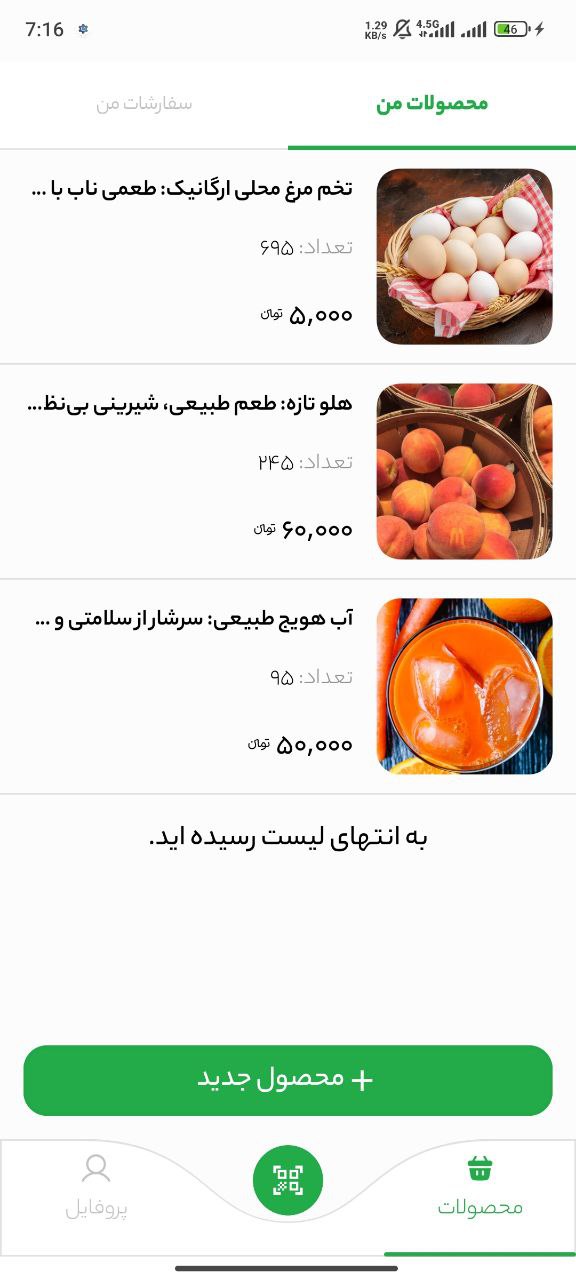 7:16
1.29 KB/s
4.5G
46
محصولات من
سفارشات من
تخم مرغ محلی ارگانیک: طعمی ناب با ...
تعداد: ۶۹۵
۵,۰۰۰ تومان
هلو تازه: طعم طبیعی، شیرینی بی‌نظ...
تعداد: ۲۴۵
۶۰,۰۰۰ تومان
آب هویج طبیعی: سرشار از سلامتی و ...
تعداد: ۹۵
۵۰,۰۰۰ تومان
به انتهای لیست رسیده اید.
+ محصول جدید
محصولات
پروفایل